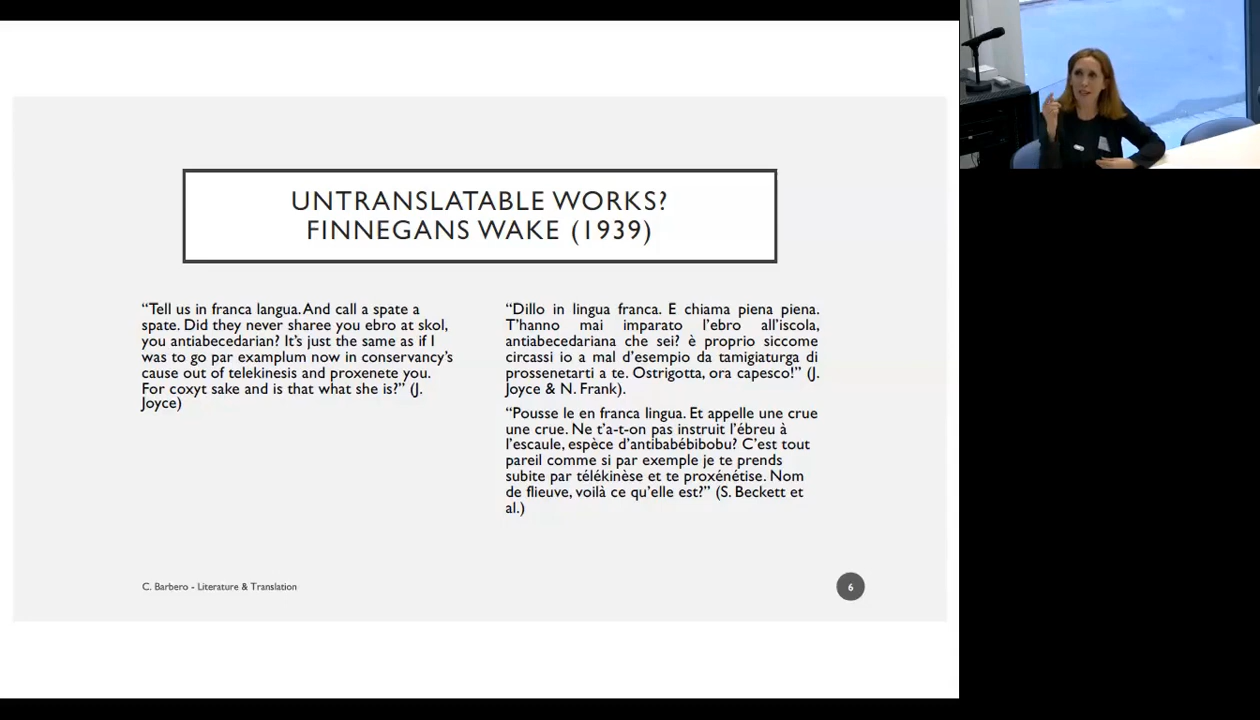 UNTRANSLATABLE WORKS?
FINNEGANS WAKE (1939)
“Tell us in franca langua. And call a spate a
spate. Did they never sharee you ebro at skol,
you antiabecedarian? It’s just the same as if I
was to go par examplum now in conservancy’s
cause out of telekinesis and proxenete you.
For coxyt sake and is that what she is?” (J.
Joyce)
“Dillo in lingua franca. E chiama piena piena.
T’hanno mai imparato l’ebro all’iscola,
antiabecedariana che sei? è proprio siccome
circassi io a mal d’esempio da tamigiaturga di
prossenetarti a te. Ostrigotta, ora capesco!” (J.
Joyce & N. Frank).
“Pousse le en franca lingua. Et appelle une crue
une crue. Ne t’a-t-on pas instruit l’ébreu à
l’escaule, espèce d’antibabébibobu? C’est tout
pareil comme si par exemple je te prends
subite par télékinèse et te proxénétise. Nom
de flieuve, voilà ce qu’elle est?” (S. Beckett et
al.)
C. Barbero - Literature & Translation
6